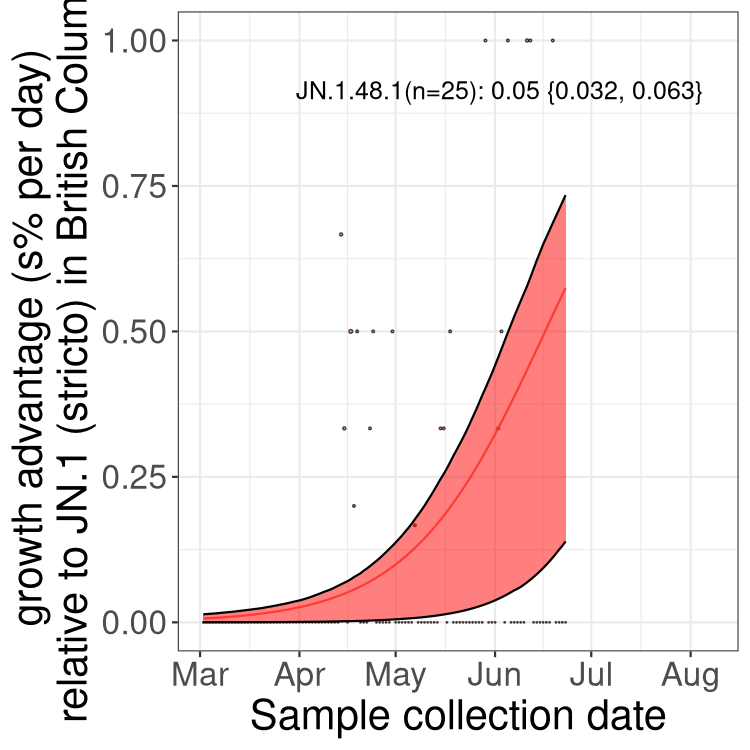 growth advantage (s% per day)
relative to JN.1 (stricto) in British Colum
1.00
0.75
0.50
0.25
0.00
JN.1.48.1(n=25): 0.05 {0.032, 0.063}
Mar Apr May Jun Jul Aug
Sample collection date